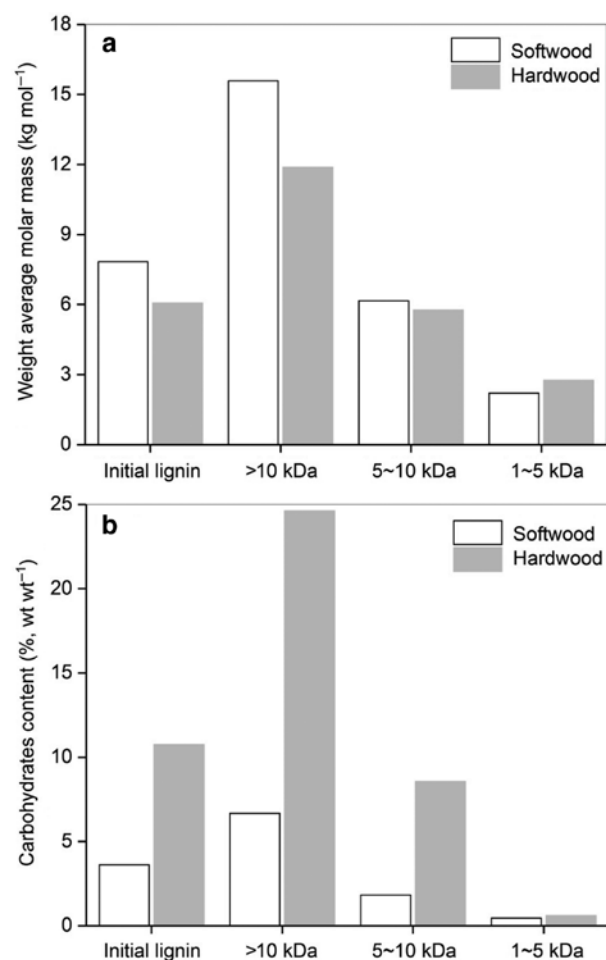 a
Softwood
Hardwood
Weight average molar mass (kg mol⁻¹)
18
15
12
9
6
3
0
Initial lignin >10 kDa 5~10 kDa 1~5 kDa
b
Softwood
Hardwood
Carbohydrates content (%, wt wt⁻¹)
25
20
15
10
5
0
Initial lignin >10 kDa 5~10 kDa 1~5 kDa